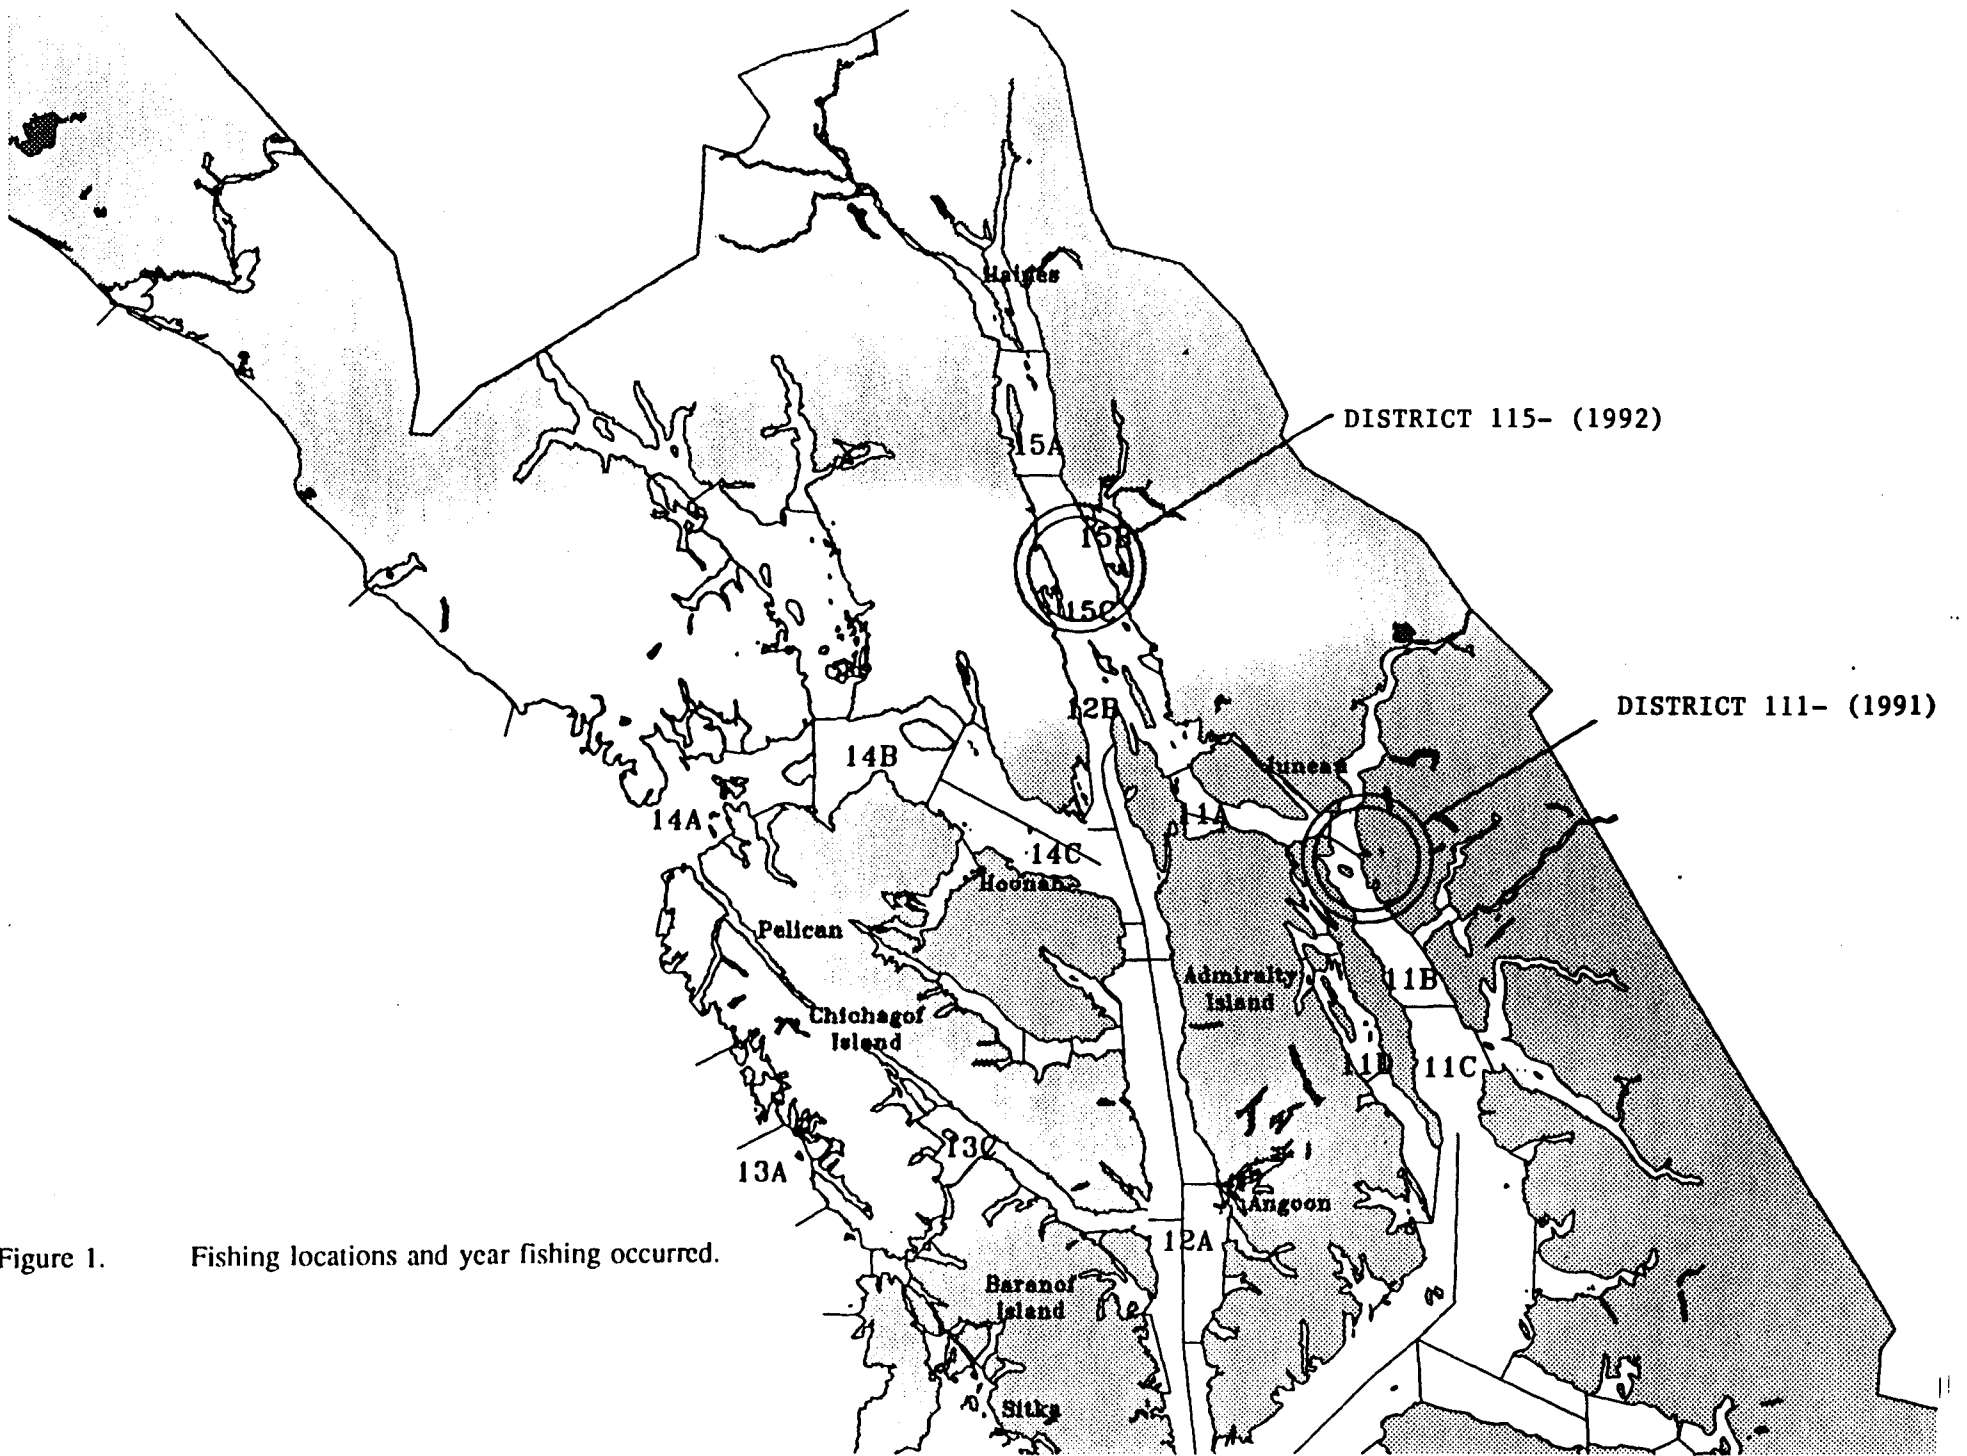 Haines
DISTRICT 115- (1992)
15A
15B
15C
DISTRICT 111- (1991)
12B
14B
Juneau
14A
11A
14C
Hoonah
Pelican
Admiralty
Island
11B
Chichagof
Island
11D
11C
13C
13A
Angoon
12A
Figure 1. Fishing locations and year fishing occurred.
Baranof
Island
Sitka